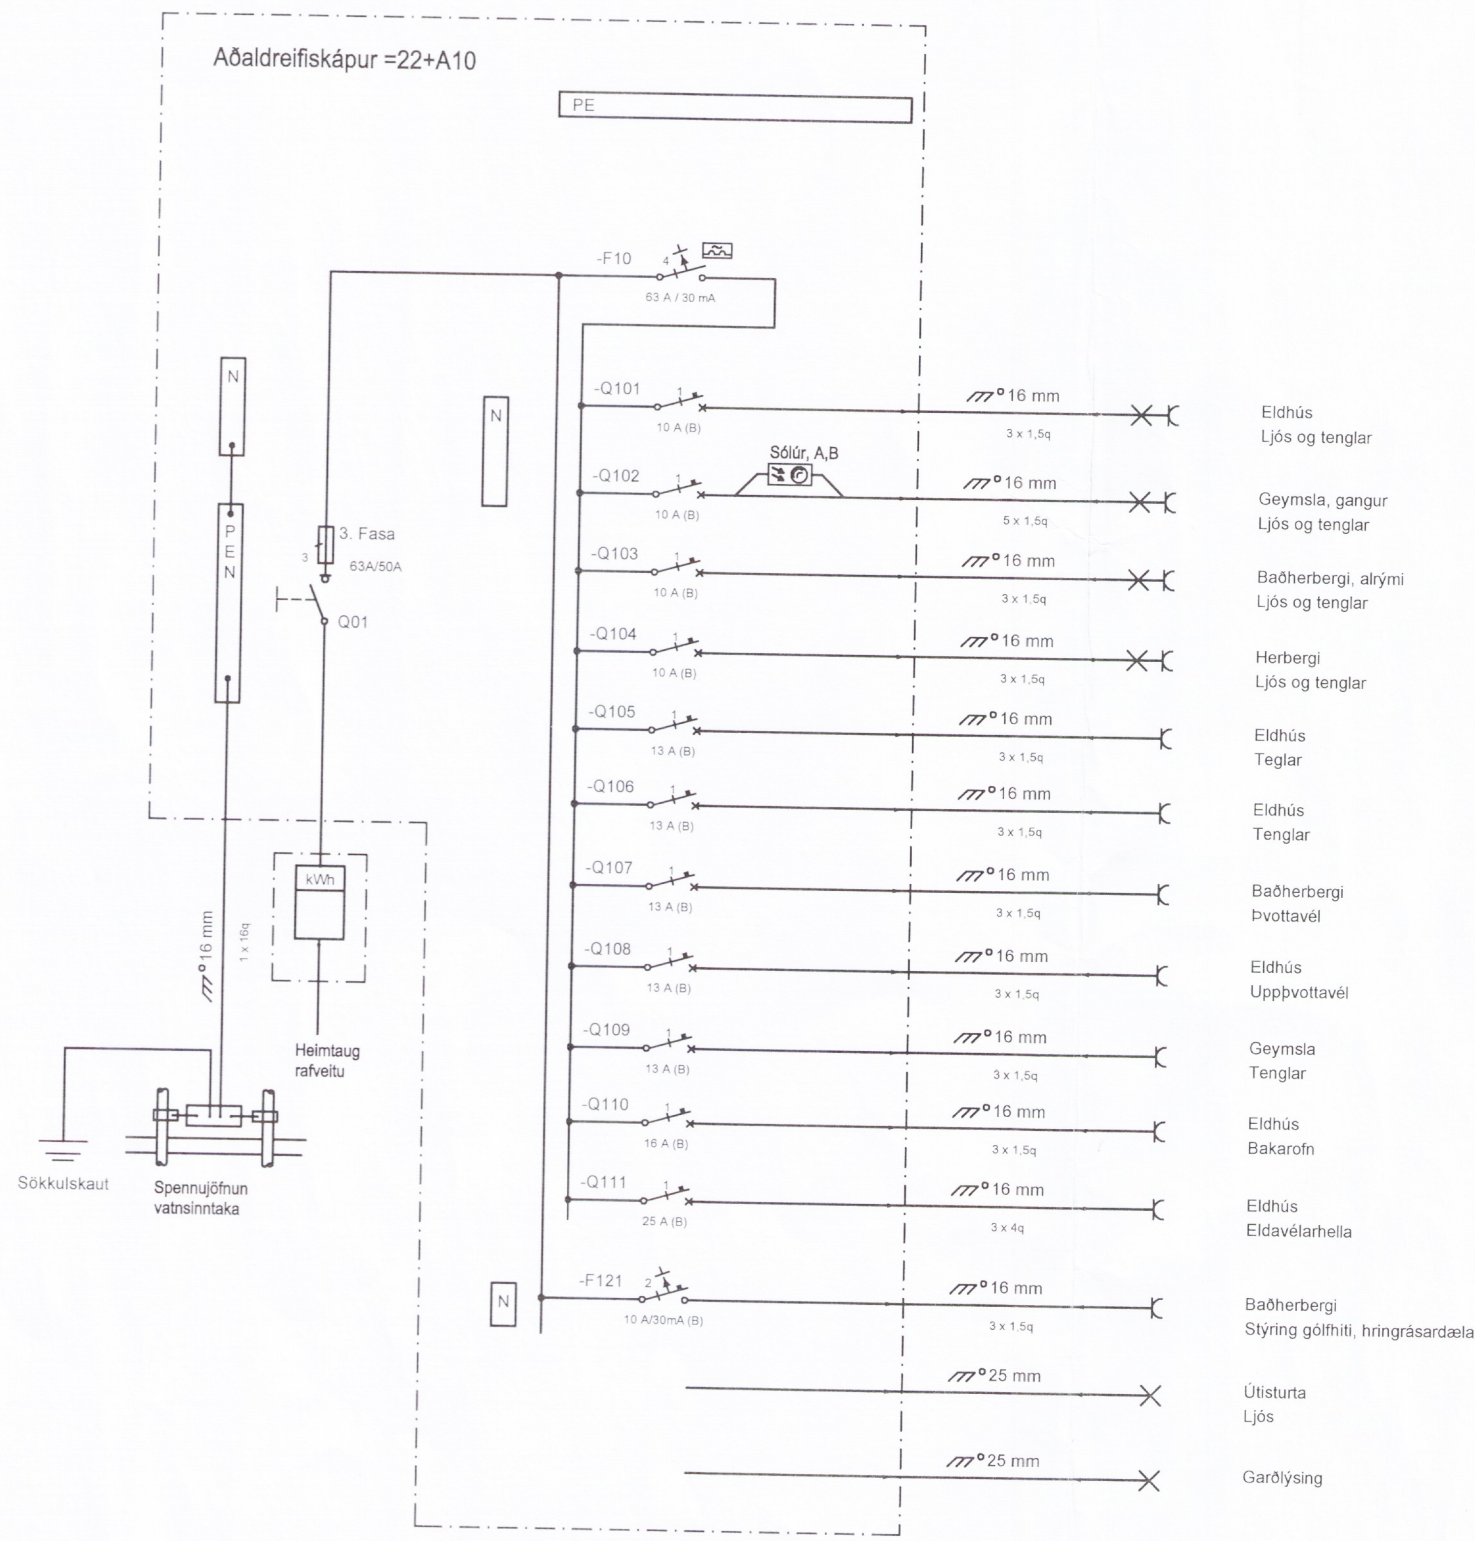 Aðaldreifiskápur =22+A10
PE
-F10
4
63 A / 30 mA
N
N
PEN
3. Fasa
3
63A/50A
Q01
-Q101
1
10 A (B)
16 mm
3 x 1,5q
Eldhús
Ljós og tenglar
Sólúr, A,B
-Q102
1
10 A (B)
16 mm
5 x 1,5q
Geymsla, gangur
Ljós og tenglar
-Q103
1
10 A (B)
16 mm
3 x 1,5q
Baðherbergi, alrými
Ljós og tenglar
-Q104
1
10 A (B)
16 mm
3 x 1,5q
Herbergi
Ljós og tenglar
-Q105
1
13 A (B)
16 mm
3 x 1,5q
Eldhús
Teglar
-Q106
1
13 A (B)
16 mm
3 x 1,5q
Eldhús
Tenglar
-Q107
1
13 A (B)
16 mm
3 x 1,5q
Baðherbergi
Þvottavél
-Q108
1
13 A (B)
16 mm
3 x 1,5q
Eldhús
Uppþvottavél
-Q109
1
13 A (B)
16 mm
3 x 1,5q
Geymsla
Tenglar
-Q110
1
16 A (B)
16 mm
3 x 1,5q
Eldhús
Bakarofn
-Q111
1
25 A (B)
16 mm
3 x 4q
Eldhús
Eldavélarhella
N
-F121
2
10 A/30mA (B)
16 mm
3 x 1,5q
Baðherbergi
Stýring gólfhiti, hringrásardæla
25 mm
Útisturta
Ljós
25 mm
Garðlýsing
kWh
16 mm
1 x 16q
Heimtaug
rafveitu
Sökkulskaut
Spennujöfnun
vatnsinntaka